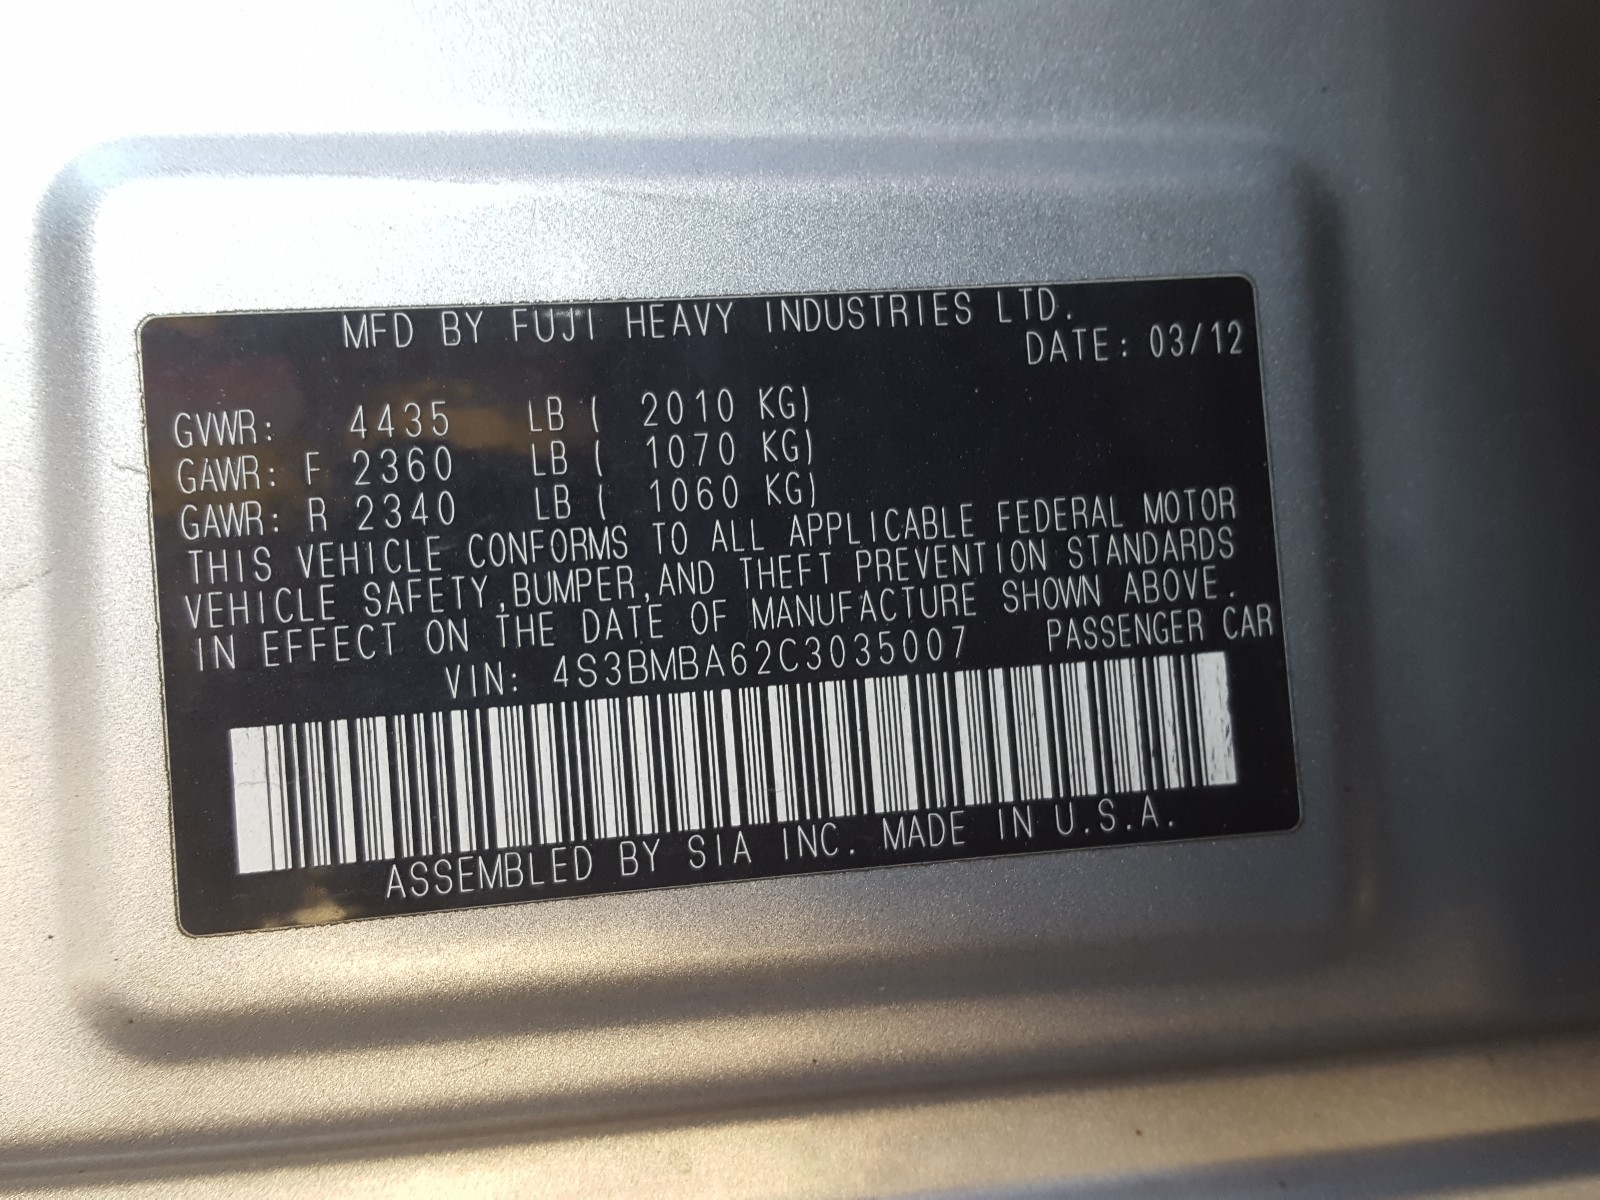 MFD BY FUJI HEAVY INDUSTRIES LTD.
DATE: 03/12
GVWR: 4435 LB ( 2010 KG)
GAWR: F 2360 LB ( 1070 KG)
GAWR: R 2340 LB ( 1060 KG)
THIS VEHICLE CONFORMS TO ALL APPLICABLE FEDERAL MOTOR
VEHICLE SAFETY,BUMPER,AND THEFT PREVENTION STANDARDS
IN EFFECT ON THE DATE OF MANUFACTURE SHOWN ABOVE.
VIN: 4S3BMBA62C3035007 PASSENGER CAR
ASSEMBLED BY SIA INC. MADE IN U.S.A.